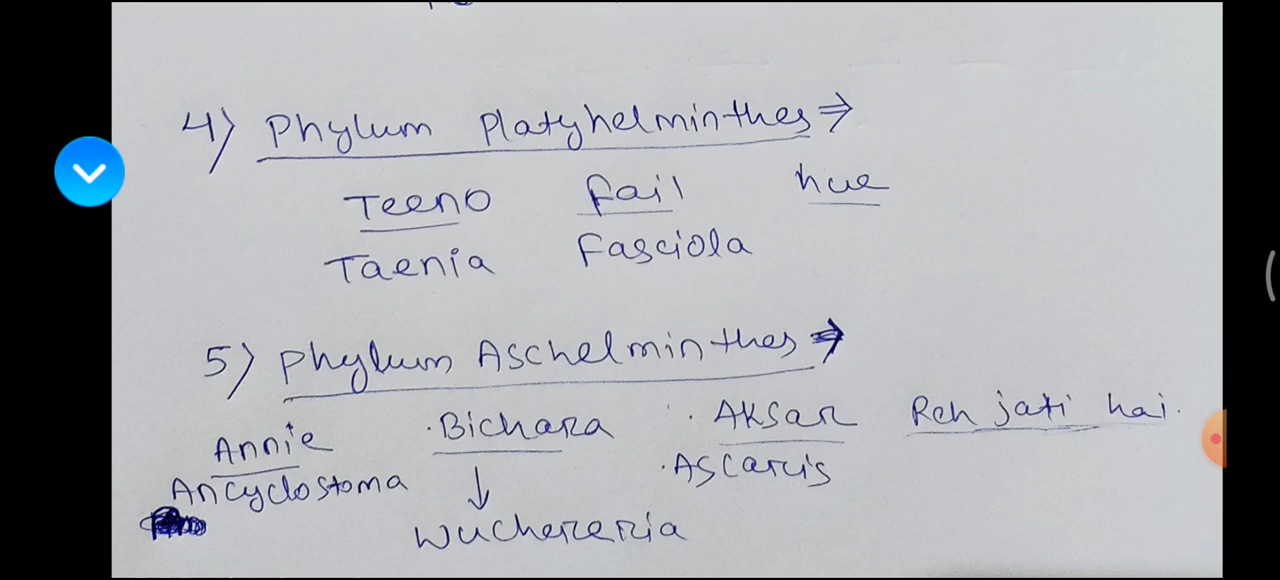 4) Phylum Platyhelminthes ⇒
Teeno Fail hue
Taenia Fasciola
5) Phylum Aschelminthes ⇒
Annie ·Bichara · Aksar Reh jati hai.
Ancyclostoma ↓ ·Ascaris
Wuchereria